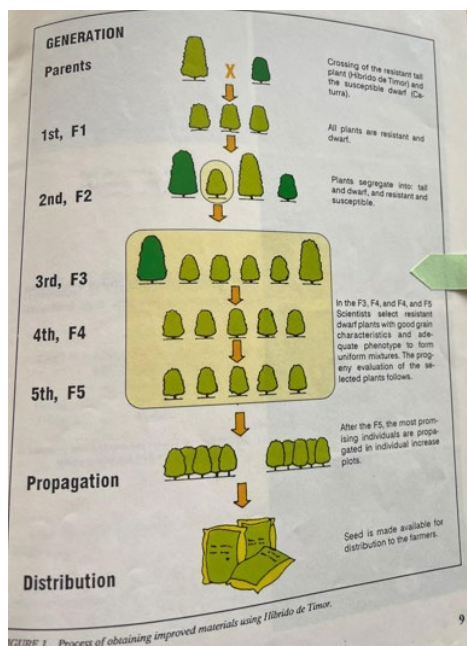 GENERATION
Parents
X
Crossing of the resistant tall
plant (Híbrido de Timor) and
the susceptible dwarf (Ca-
turra).
1st, F1
All plants are resistant and
dwarf.
2nd, F2
Plants segregate into: tall
and dwarf, and resistant and
susceptible.
3rd, F3
In the F3, F4, and F4, and F5
Scientists select resistant
dwarf plants with good grain
characteristics and ade-
quate phenotype to form
uniform mixtures. The prog-
eny evaluation of the se-
lected plants follows.
4th, F4
5th, F5
After the F5, the most prom-
ising individuals are propa-
gated in individual increase
plots.
Propagation
Seed is made available for
distribution to the farmers.
Distribution
FIGURE 1. Process of obtaining improved materials using Híbrido de Timor.
9